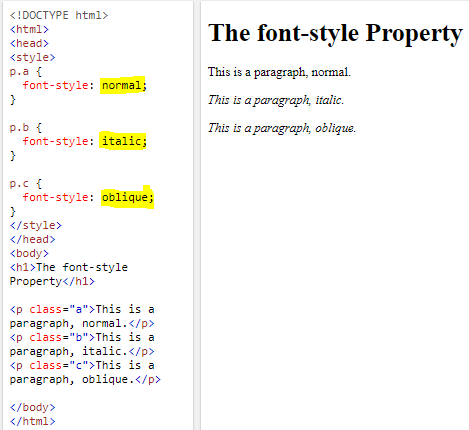 <!DOCTYPE html>
<html>
<head>
<style>
p.a {
  font-style: normal;
}

p.b {
  font-style: italic;
}

p.c {
  font-style: oblique;
}
</style>
</head>
<body>
<h1>The font-style
Property</h1>

<p class="a">This is a
paragraph, normal.</p>
<p class="b">This is a
paragraph, italic.</p>
<p class="c">This is a
paragraph, oblique.</p>

</body>
</html>
The font-style Property
This is a paragraph, normal.
This is a paragraph, italic.
This is a paragraph, oblique.